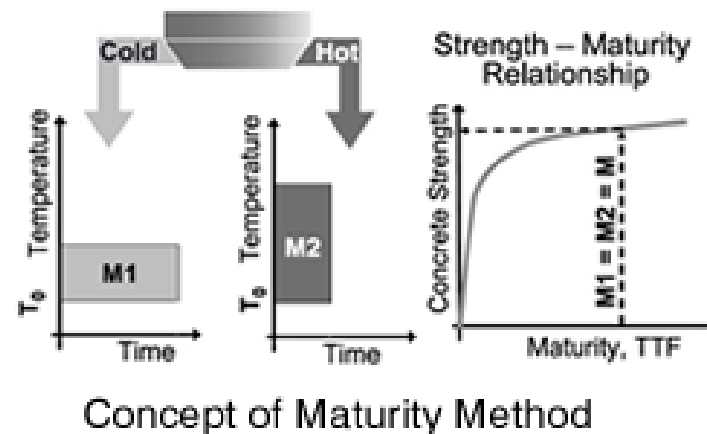 Cold
Hot
Strength – Maturity
Relationship
Temperature
T₀
M1
Time
Temperature
T₀
M2
Time
Concrete Strength
M1 = M2 = M
Maturity, TTF
Concept of Maturity Method